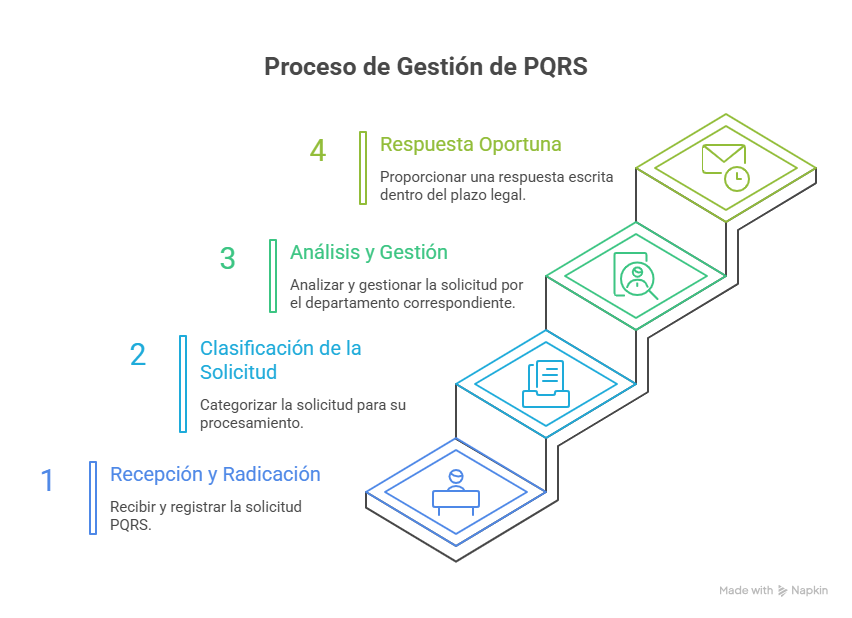 Proceso de Gestión de PQRS
4
Respuesta Oportuna
Proporcionar una respuesta escrita
dentro del plazo legal.
3
Análisis y Gestión
Analizar y gestionar la solicitud por
el departamento correspondiente.
2
Clasificación de la
Solicitud
Categorizar la solicitud para su
procesamiento.
1
Recepción y Radicación
Recibir y registrar la solicitud
PQRS.
Made with Napkin